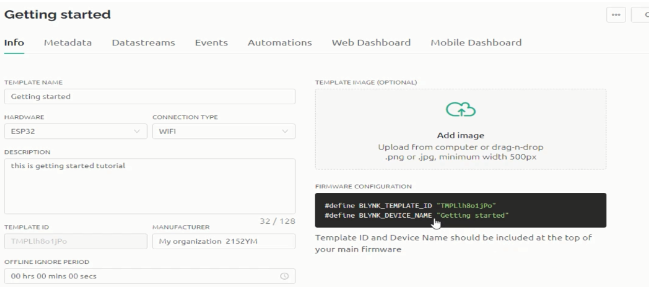 Getting started
Info Metadata Datastreams Events Automations Web Dashboard Mobile Dashboard
TEMPLATE NAME
Getting started
HARDWARE CONNECTION TYPE
ESP32 WiFi
DESCRIPTION
this is getting started tutorial
32 / 128
TEMPLATE ID MANUFACTURER
TMPLlh8o1jPo My organization 2152YM
OFFLINE IGNORE PERIOD
00 hrs 00 mins 00 secs
TEMPLATE IMAGE (OPTIONAL)
Add image
Upload from computer or drag-n-drop
.png or .jpg, minimum width 500px
FIRMWARE CONFIGURATION
#define BLYNK_TEMPLATE_ID "TMPLlh8o1jPo"
#define BLYNK_DEVICE_NAME "Getting started"
Template ID and Device Name should be included at the top of
your main firmware